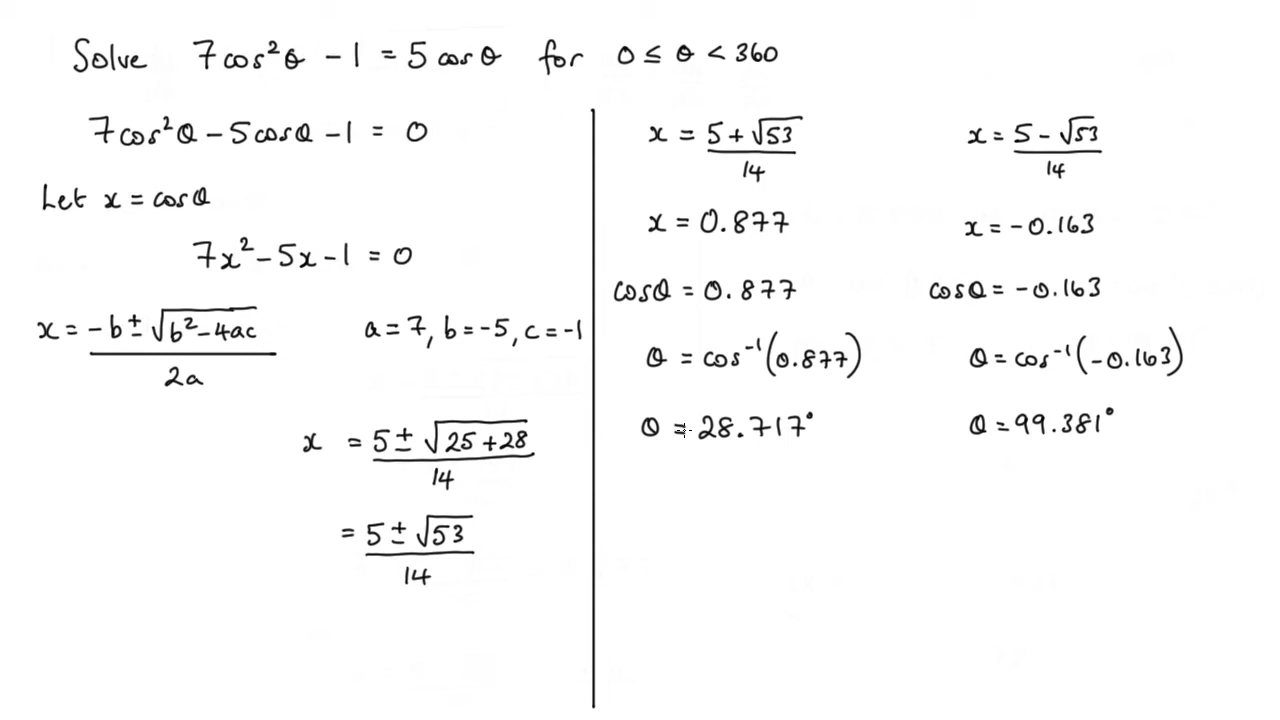 Solve 7cos²θ - 1 = 5 cosθ for 0 ≤ θ < 360
7cos²θ - 5cosθ - 1 = 0
Let x = cosθ
7x² - 5x - 1 = 0
x = (-b ± √(b² - 4ac))/2a a = 7, b = -5, c = -1
x = (5 ± √(25 + 28))/14
= (5 ± √53)/14
x = (5 + √53)/14
x = 0.877
cosθ = 0.877
θ = cos⁻¹(0.877)
θ = 28.717°
x = (5 - √53)/14
x = -0.163
cosθ = -0.163
θ = cos⁻¹(-0.163)
θ = 99.381°